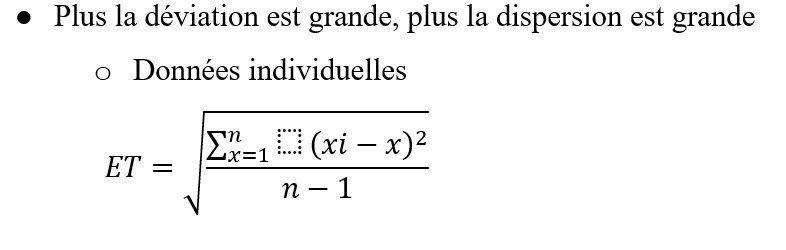 ● Plus la déviation est grande, plus la dispersion est grande
○ Données individuelles
ET = √((∑ₓ₌₁ⁿ ⬚ (xi − x)²)/(n − 1))